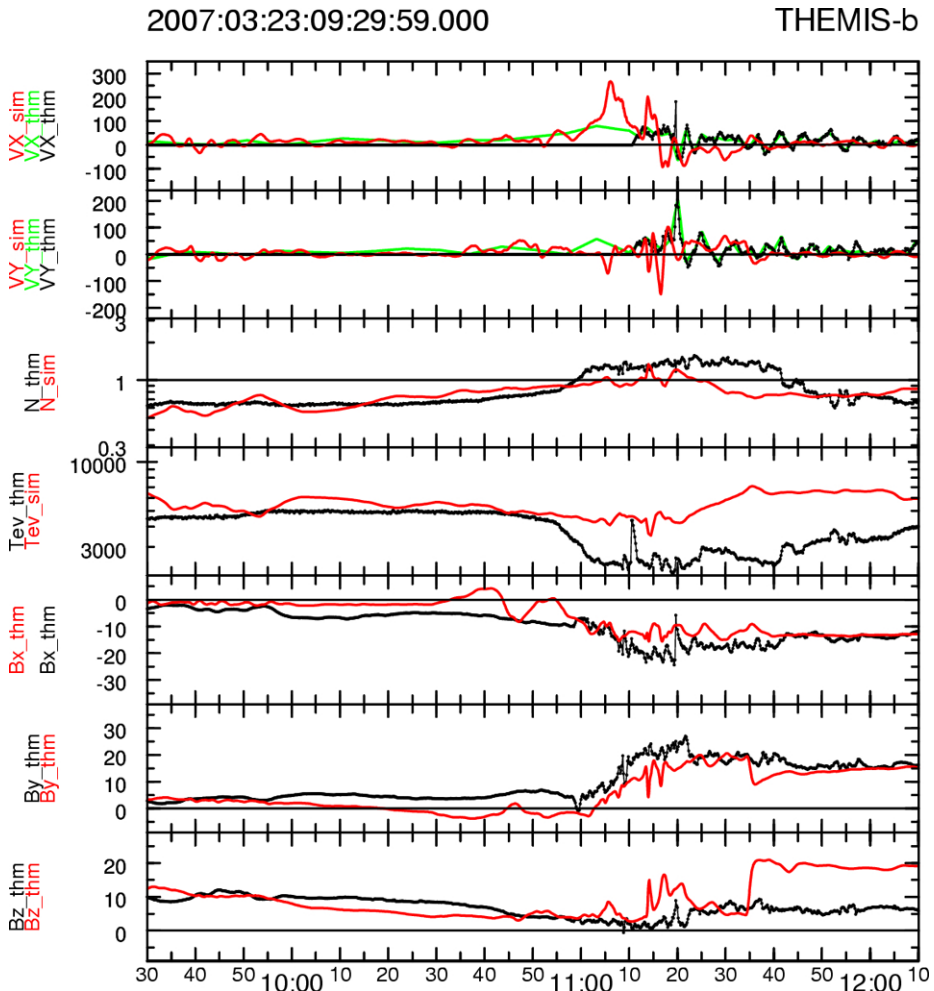 2007:03:23:09:29:59.000 THEMIS-b
VX_sim
VX_thm
VX_thm
300
200
100
0
-100
VY_sim
VY_thm
VY_thm
200
100
0
-100
-200
N_thm
N_sim
3
1
0.3
Tev_thm
Tev_sim
10000
3000
Bx_thm
Bx_thm
0
-10
-20
-30
By_thm
By_thm
30
20
10
0
Bz_thm
Bz_thm
20
10
0
30 40 50 10:00 10 20 30 40 50 11:00 10 20 30 40 50 12:00 10